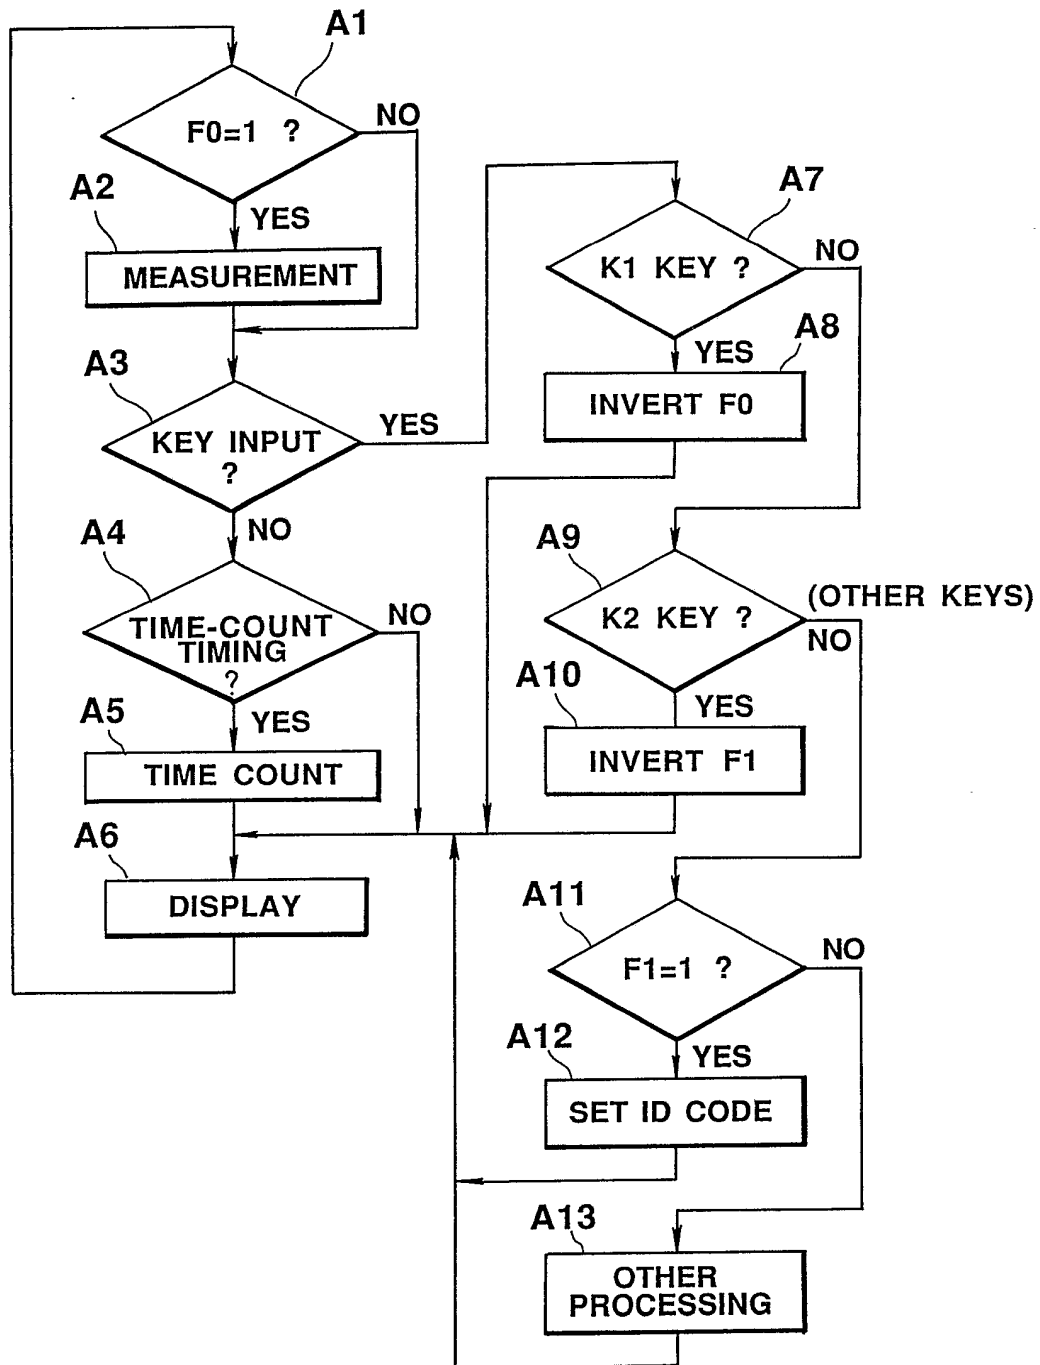 A1
F0=1 ?
NO
A2
YES
MEASUREMENT
A3
KEY INPUT
?
YES
NO
A4
TIME-COUNT
TIMING
?
NO
YES
A5
TIME COUNT
A6
DISPLAY
A7
K1 KEY ?
NO
YES
A8
INVERT F0
A9
K2 KEY ?
(OTHER KEYS)
NO
YES
A10
INVERT F1
A11
F1=1 ?
NO
YES
A12
SET ID CODE
A13
OTHER
PROCESSING